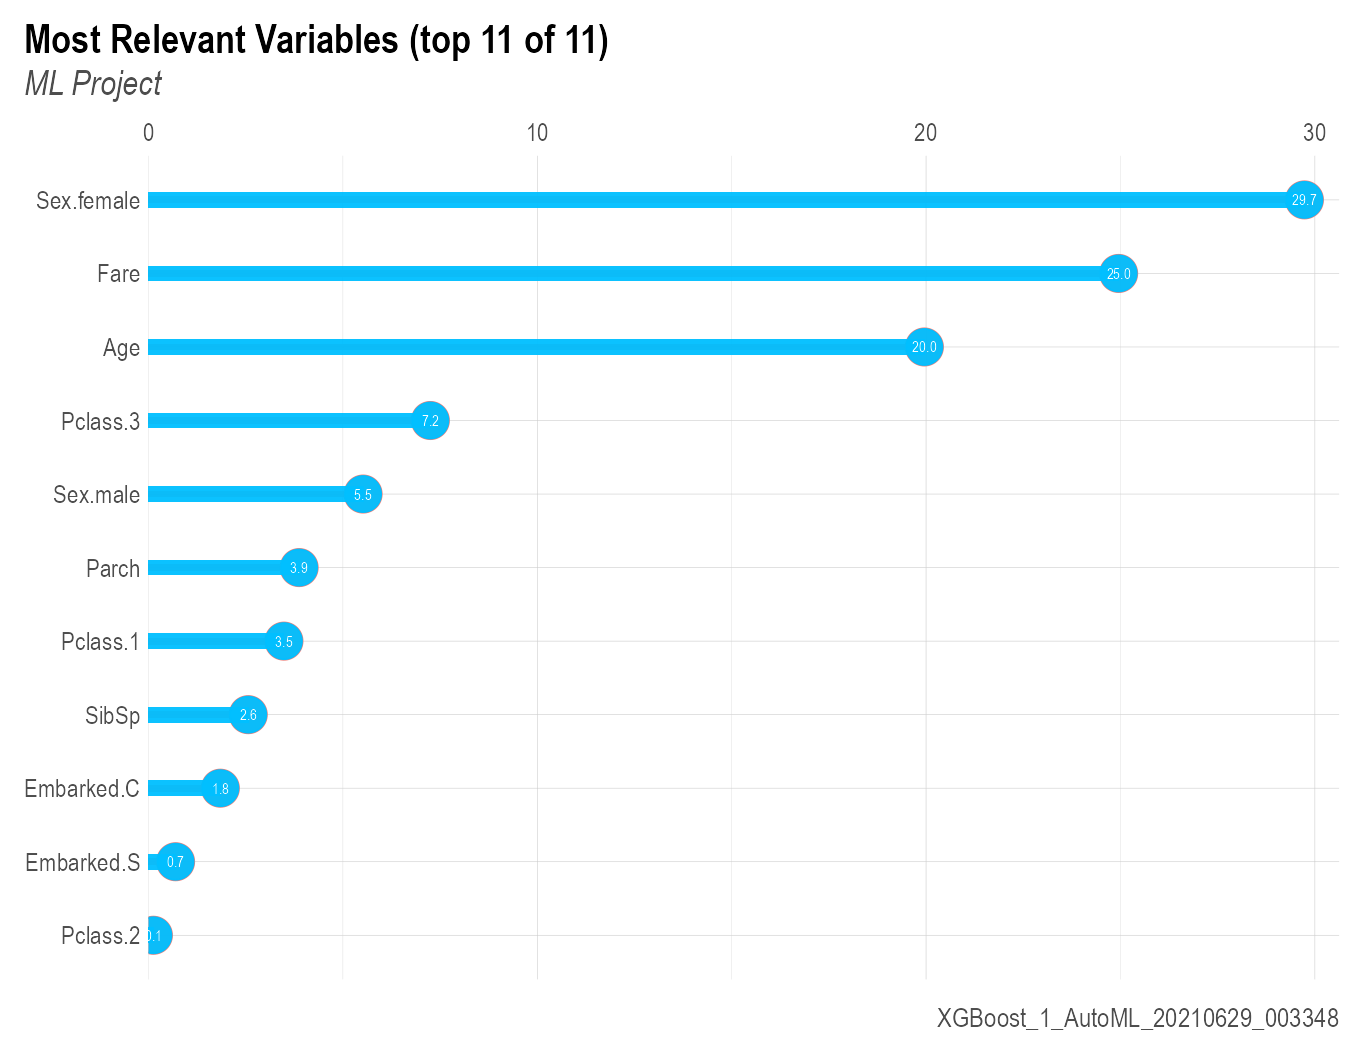 Most Relevant Variables (top 11 of 11)
ML Project
0 10 20 30
Sex.female 29.7
Fare 25.0
Age 20.0
Pclass.3 7.2
Sex.male 5.5
Parch 3.9
Pclass.1 3.5
SibSp 2.6
Embarked.C 1.8
Embarked.S 0.7
Pclass.2 0.1
XGBoost_1_AutoML_20210629_003348